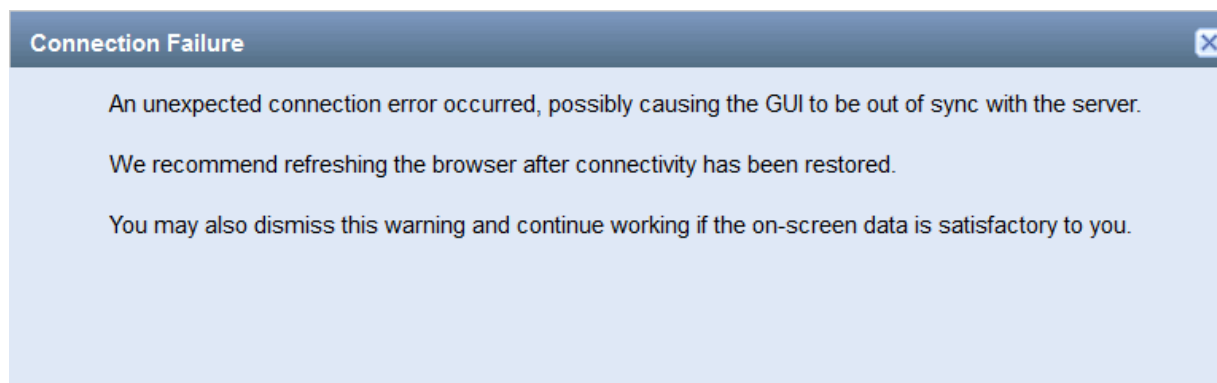 Connection Failure
An unexpected connection error occurred, possibly causing the GUI to be out of sync with the server.
We recommend refreshing the browser after connectivity has been restored.
You may also dismiss this warning and continue working if the on-screen data is satisfactory to you.